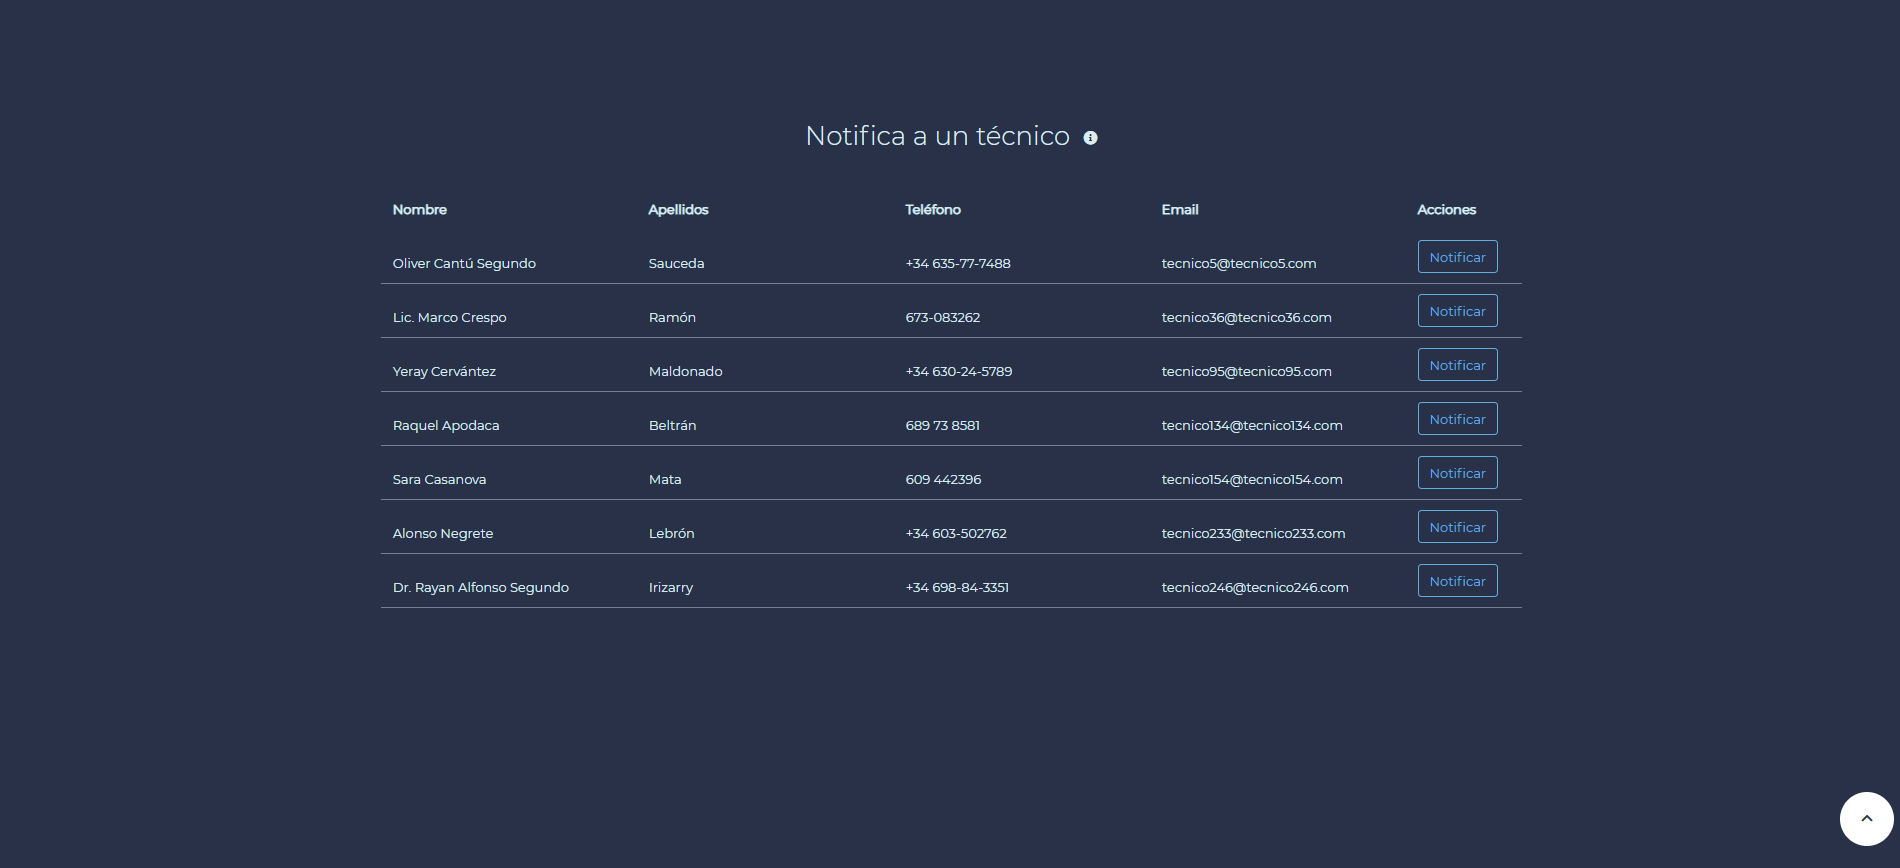 Notifica a un técnico
Nombre Apellidos Teléfono Email Acciones
Oliver Cantú Segundo Sauceda +34 635-77-7488 tecnico5@tecnico5.com Notificar
Lic. Marco Crespo Ramón 673-083262 tecnico36@tecnico36.com Notificar
Yeray Cervántez Maldonado +34 630-24-5789 tecnico95@tecnico95.com Notificar
Raquel Apodaca Beltrán 689 73 8581 tecnico134@tecnico134.com Notificar
Sara Casanova Mata 609 442396 tecnico154@tecnico154.com Notificar
Alonso Negrete Lebrón +34 603-502762 tecnico233@tecnico233.com Notificar
Dr. Rayan Alfonso Segundo Irizarry +34 698-84-3351 tecnico246@tecnico246.com Notificar